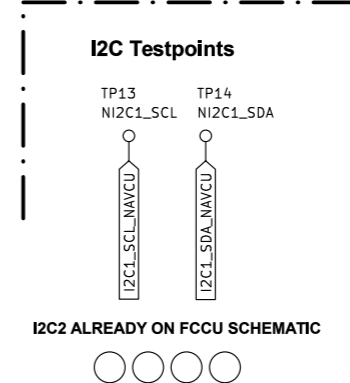 I2C Testpoints
TP13 TP14
NI2C1_SCL NI2C1_SDA
I2C1_SCL_NAVCU
I2C1_SDA_NAVCU
I2C2 ALREADY ON FCCU SCHEMATIC